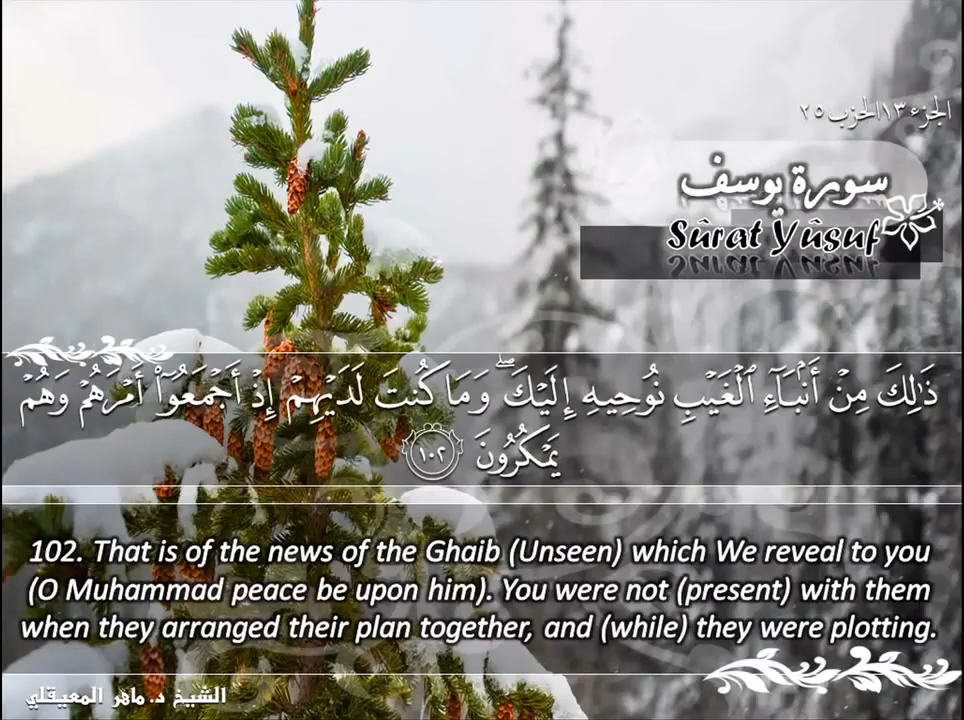 الجزء ١٣ الحزب ٢٥
سورة يوسف
Sûrat Yûsuf
ذَٰلِكَ مِنْ أَنۢبَآءِ ٱلْغَيْبِ نُوحِيهِ إِلَيْكَ ۖ وَمَا كُنتَ لَدَيْهِمْ إِذْ أَجْمَعُوٓا۟ أَمْرَهُمْ وَهُمْ
يَمْكُرُونَ ١٠٢
102. That is of the news of the Ghaib (Unseen) which We reveal to you
(O Muhammad peace be upon him). You were not (present) with them
when they arranged their plan together, and (while) they were plotting.
الشيخ د. ماهر المعيقلي